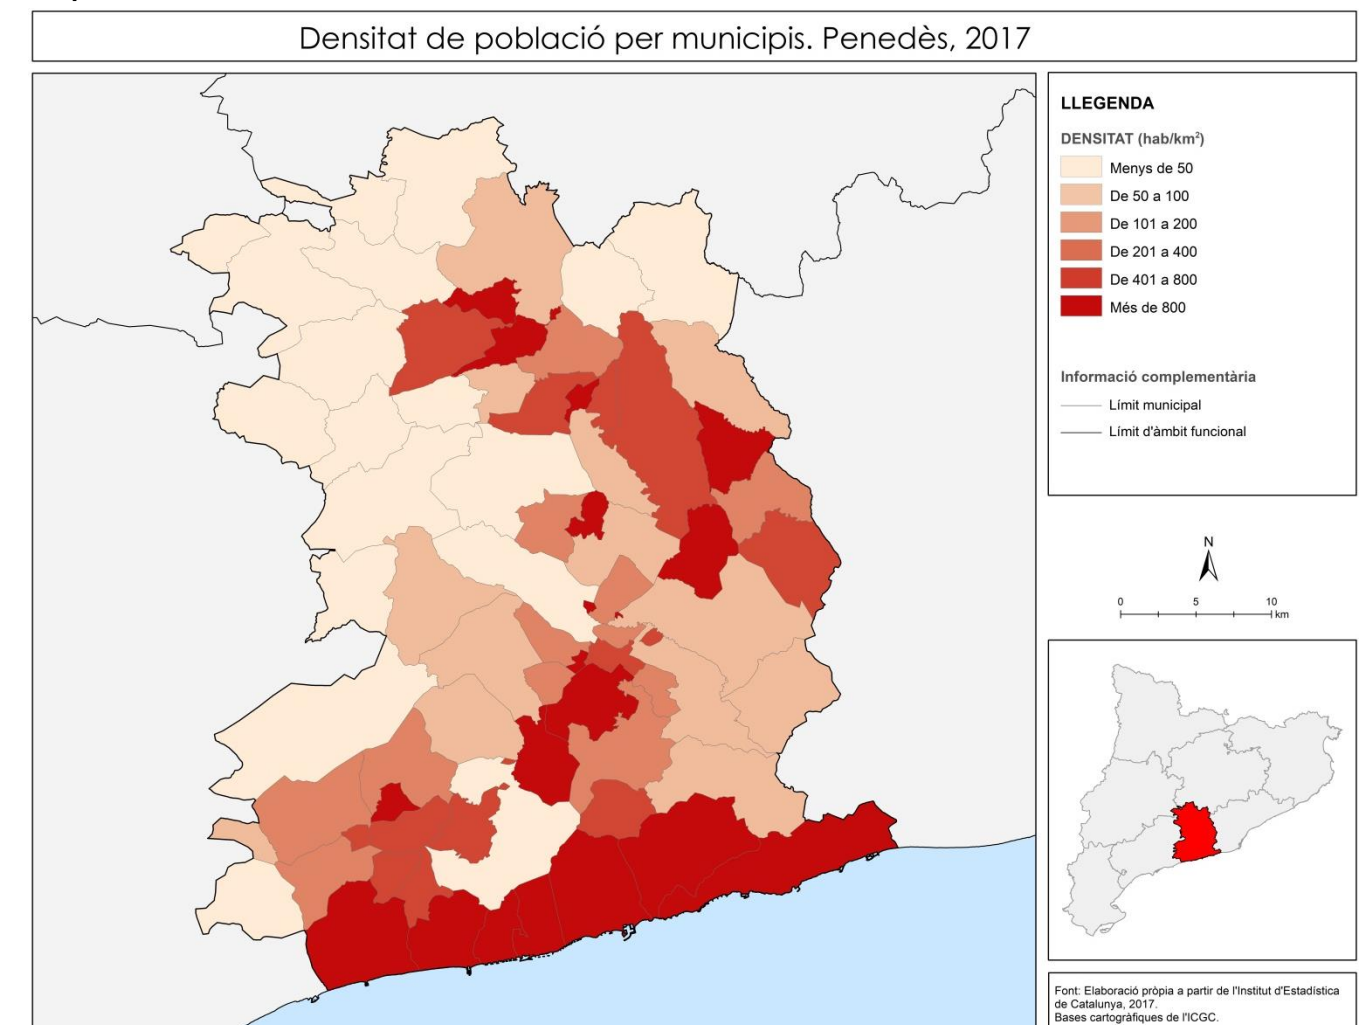 Densitat de població per municipis. Penedès, 2017
LLEGENDA
DENSITAT (hab/km²)
Menys de 50
De 50 a 100
De 101 a 200
De 201 a 400
De 401 a 800
Més de 800
Informació complementària
Límit municipal
Límit d'àmbit funcional
N
0 5 10
km
Font: Elaboració pròpia a partir de l'Institut d'Estadística
de Catalunya, 2017.
Bases cartogràfiques de l'ICGC.